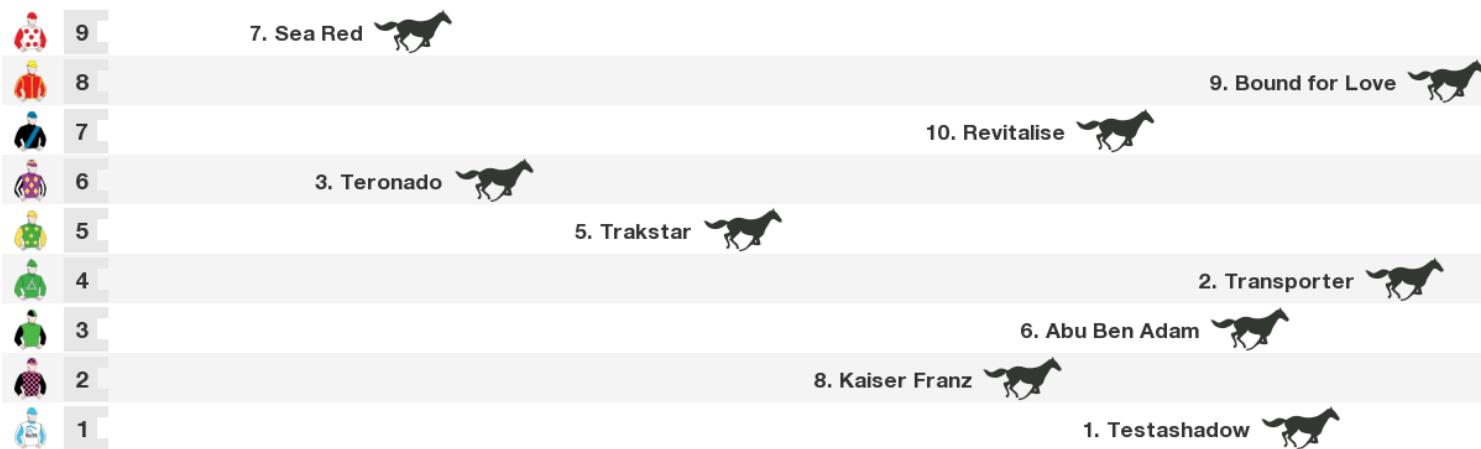 9 7. Sea Red
8 9. Bound for Love
7 10. Revitalise
6 3. Teronado
5 5. Trakstar
4 2. Transporter
3 6. Abu Ben Adam
2 8. Kaiser Franz
1 1. Testashadow